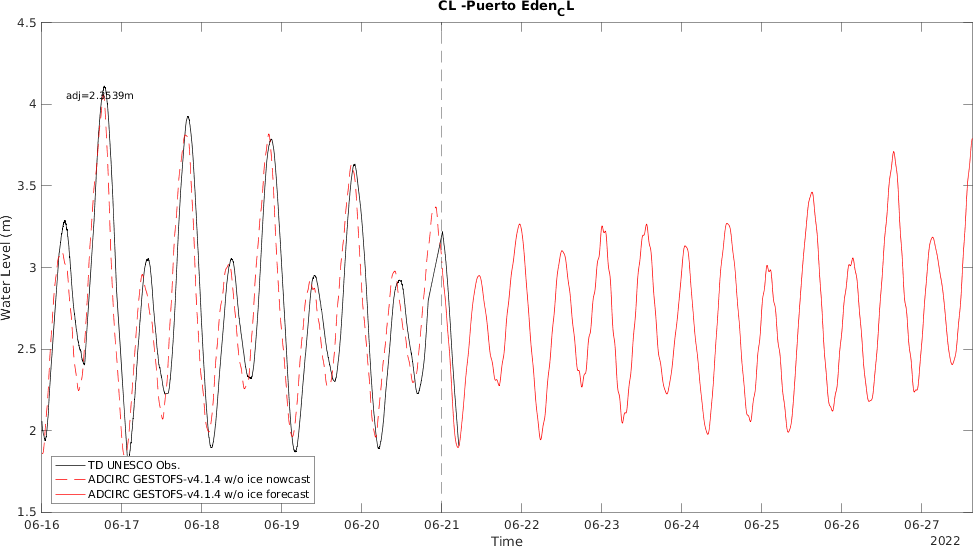 CL -Puerto Eden_CL
4.5
4
3.5
3
2.5
2
1.5
Water Level (m)
adj=2.3539m
TD UNESCO Obs.
ADCIRC GESTOFS-v4.1.4 w/o ice nowcast
ADCIRC GESTOFS-v4.1.4 w/o ice forecast
06-16 06-17 06-18 06-19 06-20 06-21 06-22 06-23 06-24 06-25 06-26 06-27
Time
2022